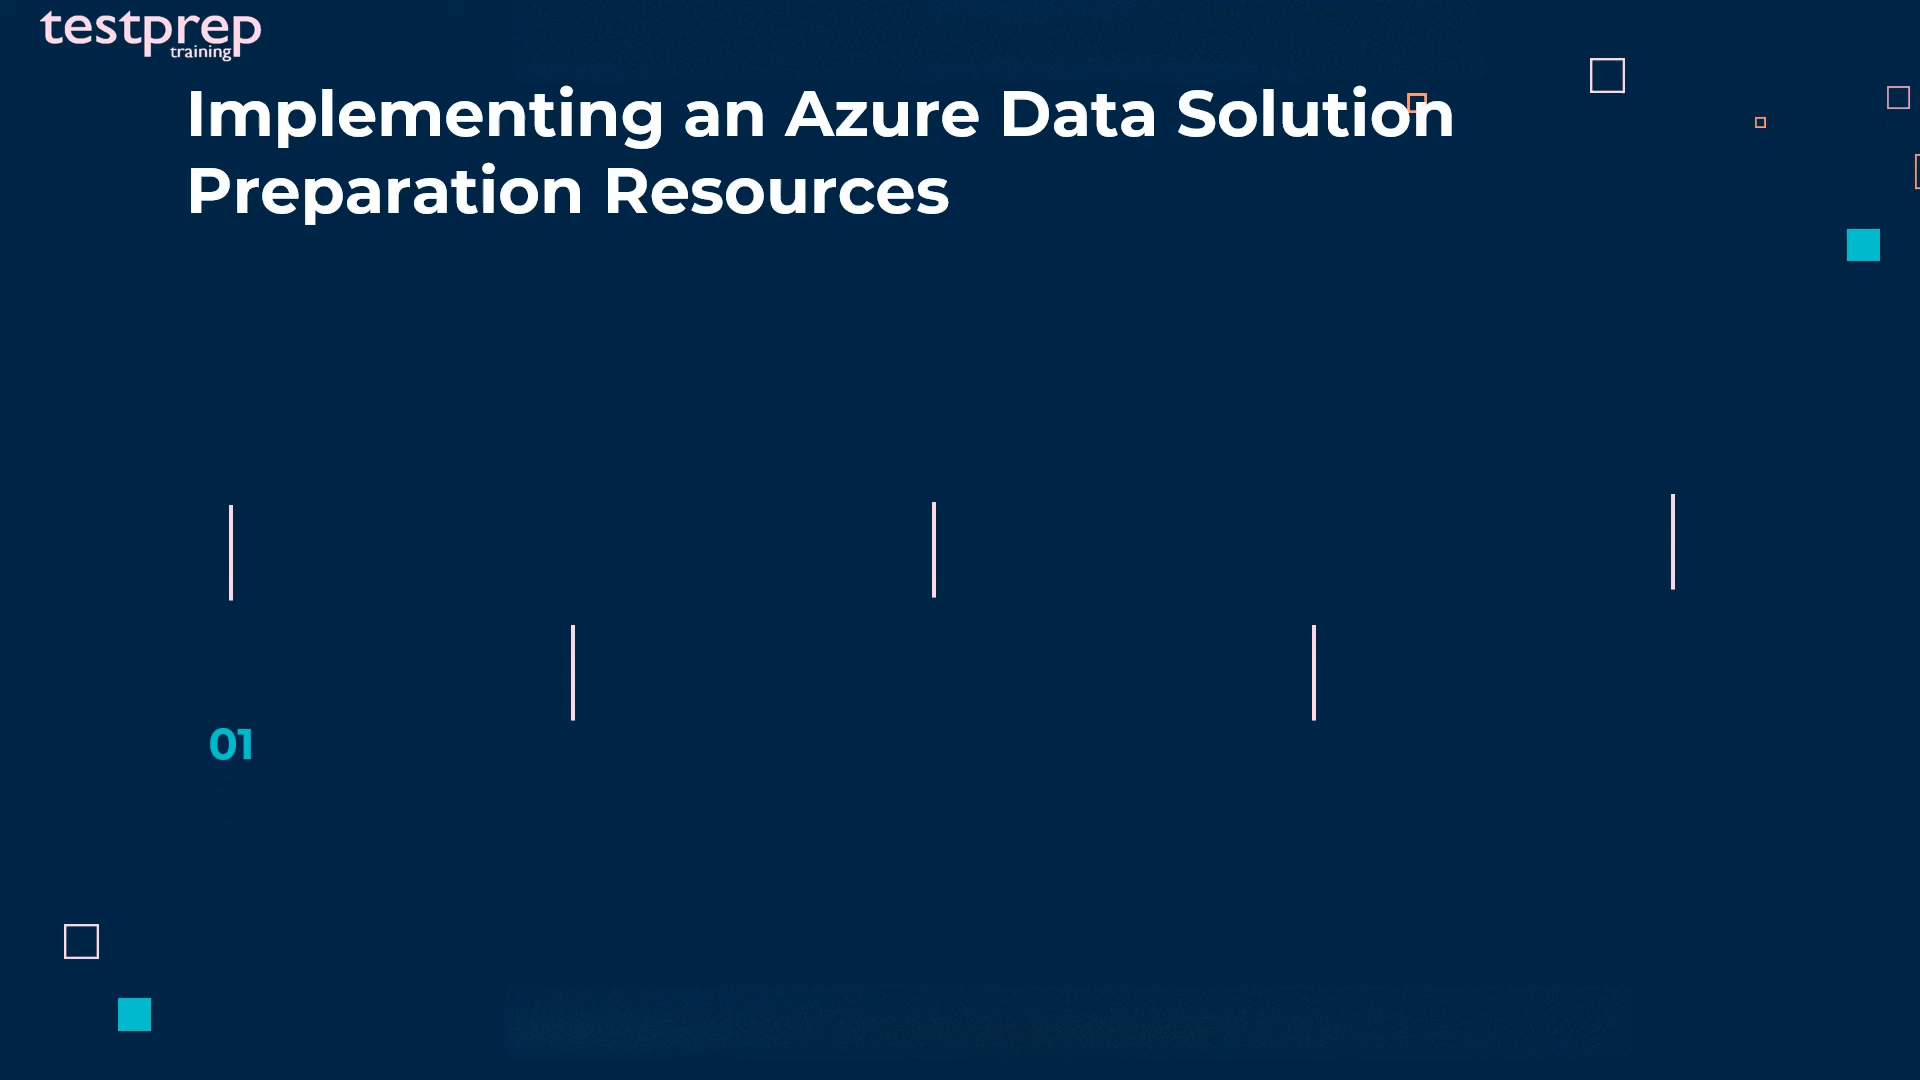 testprep
training
Implementing an Azure Data Solution
Preparation Resources
01